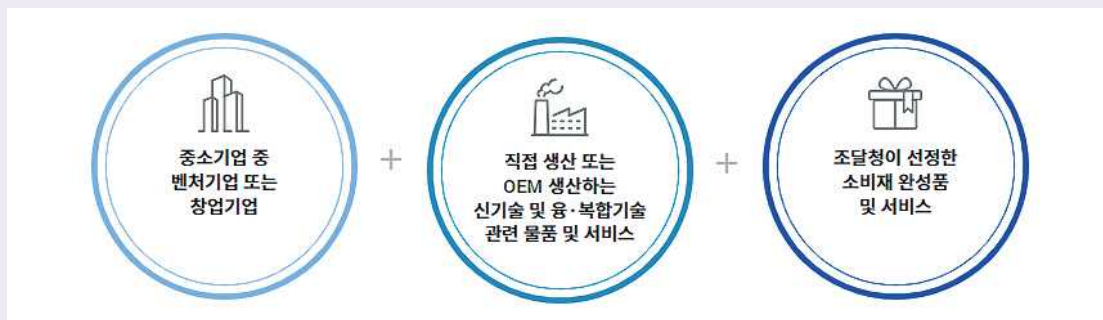 중소기업 중
벤처기업 또는
창업기업
+
직접 생산 또는
OEM 생산하는
신기술 및 융·복합기술
관련 물품 및 서비스
+
조달청이 선정한
소비재 완성품
및 서비스